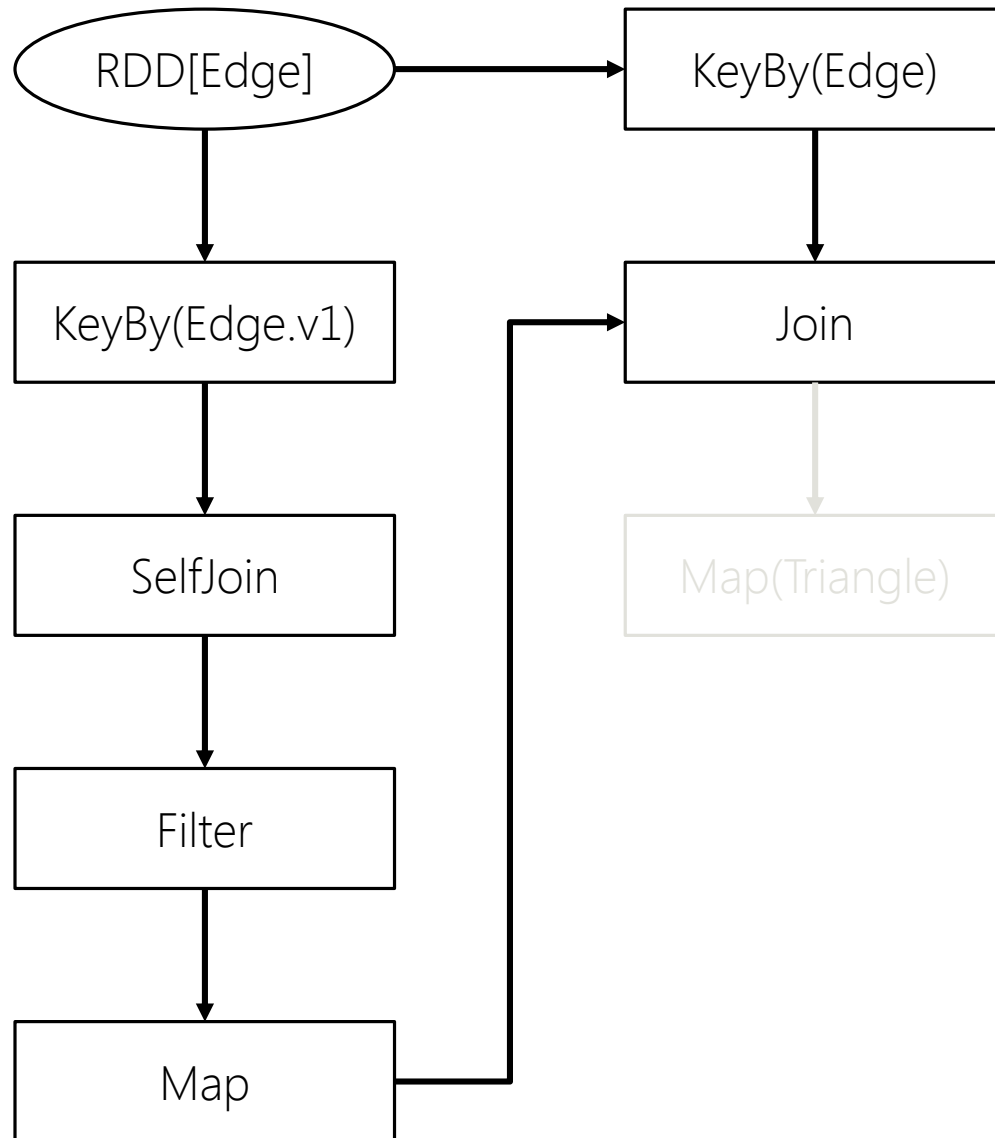 RDD[Edge]
KeyBy(Edge)
KeyBy(Edge.v1)
Join
SelfJoin
Map(Triangle)
Filter
Map